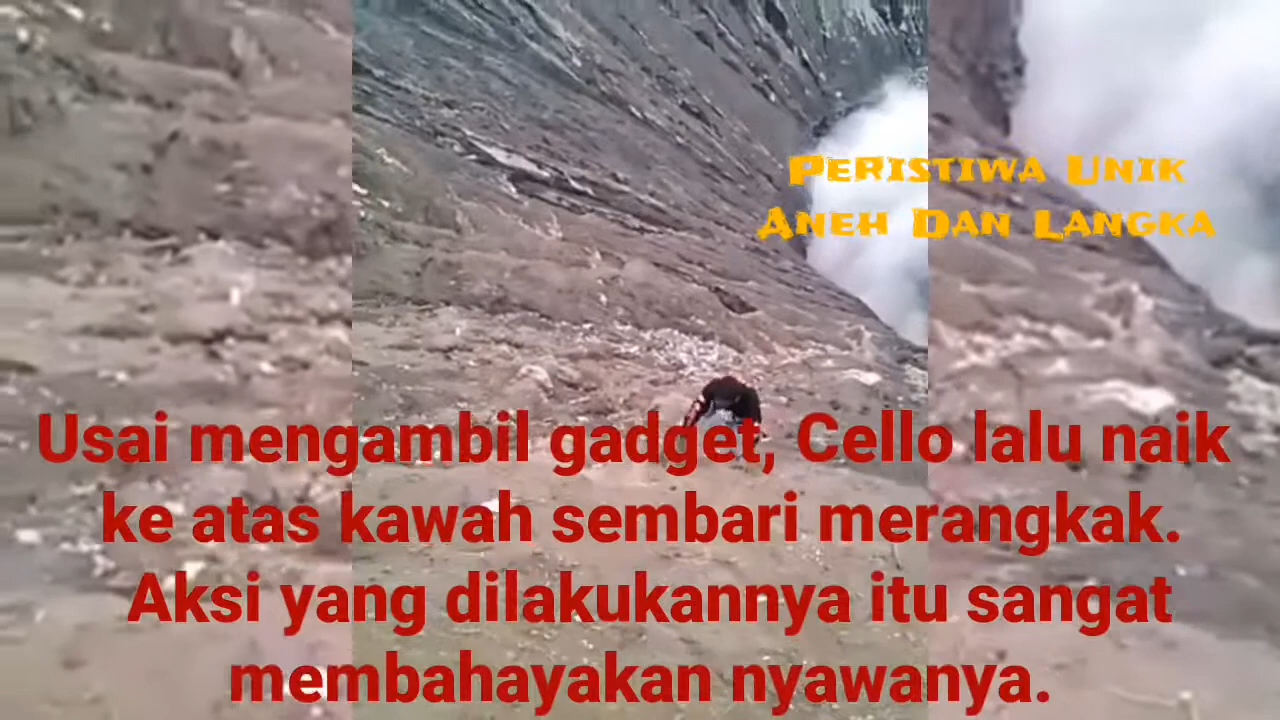 Peristiwa Unik
Aneh Dan Langka
Usai mengambil gadget, Cello lalu naik
ke atas kawah sembari merangkak.
Aksi yang dilakukannya itu sangat
membahayakan nyawanya.